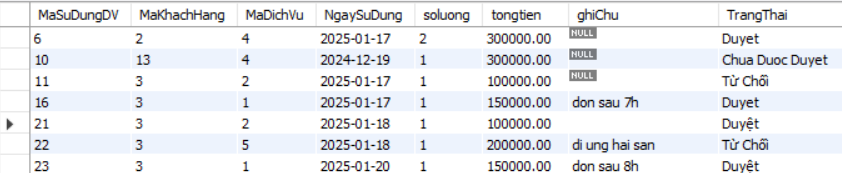 MaSuDungDV MaKhachHang MaDichVu NgaySuDung soluong tongtien ghiChu TrangThai
6 2 4 2025-01-17 2 300000.00 NULL Duyet
10 13 4 2024-12-19 1 300000.00 NULL Chua Duoc Duyet
11 3 2 2025-01-17 1 100000.00 NULL Từ Chối
16 3 1 2025-01-17 1 150000.00 don sau 7h Duyet
21 3 2 2025-01-18 1 100000.00 Duyệt
22 3 5 2025-01-18 1 200000.00 di ung hai san Từ Chối
23 3 1 2025-01-20 1 150000.00 don sau 8h Duyệt